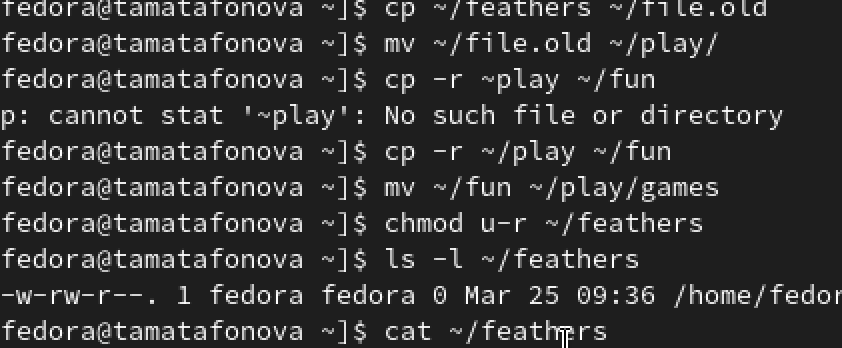 fedora@tamatafonova ~]$ cp ~/feathers ~/file.old
fedora@tamatafonova ~]$ mv ~/file.old ~/play/
fedora@tamatafonova ~]$ cp -r ~play ~/fun
p: cannot stat '~play': No such file or directory
fedora@tamatafonova ~]$ cp -r ~/play ~/fun
fedora@tamatafonova ~]$ mv ~/fun ~/play/games
fedora@tamatafonova ~]$ chmod u-r ~/feathers
fedora@tamatafonova ~]$ ls -l ~/feathers
-w-rw-r--. 1 fedora fedora 0 Mar 25 09:36 /home/fedor
fedora@tamatafonova ~]$ cat ~/feathers